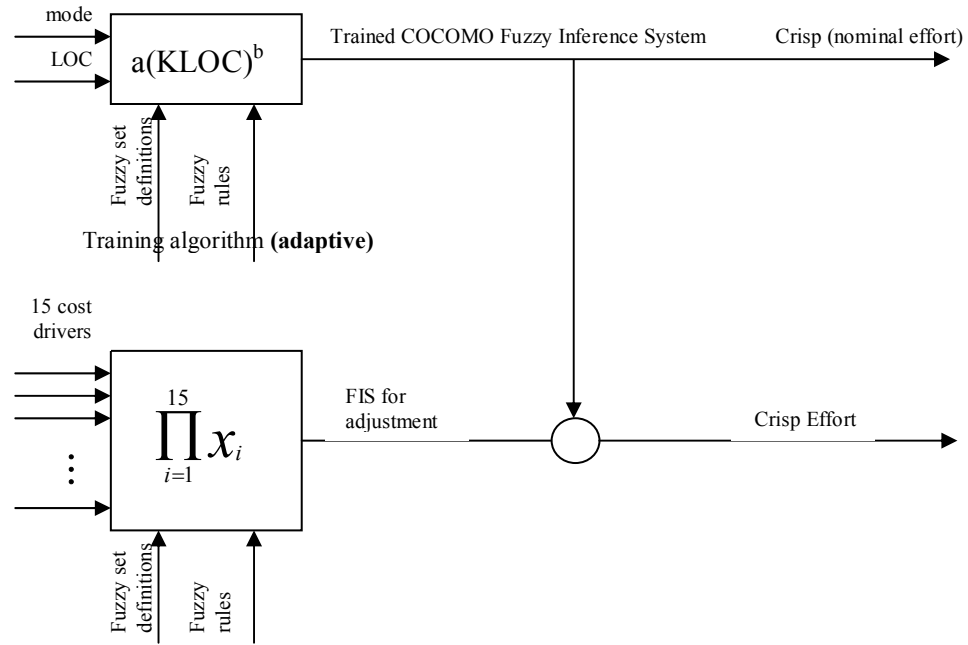 mode
LOC
a(KLOC)^b
Trained COCOMO Fuzzy Inference System
Crisp (nominal effort)
Fuzzy set
definitions
Fuzzy
rules
Training algorithm (adaptive)
15 cost
drivers
15
∏ x_i
i=1
⋮
FIS for
adjustment
Crisp Effort
Fuzzy set
definitions
Fuzzy
rules